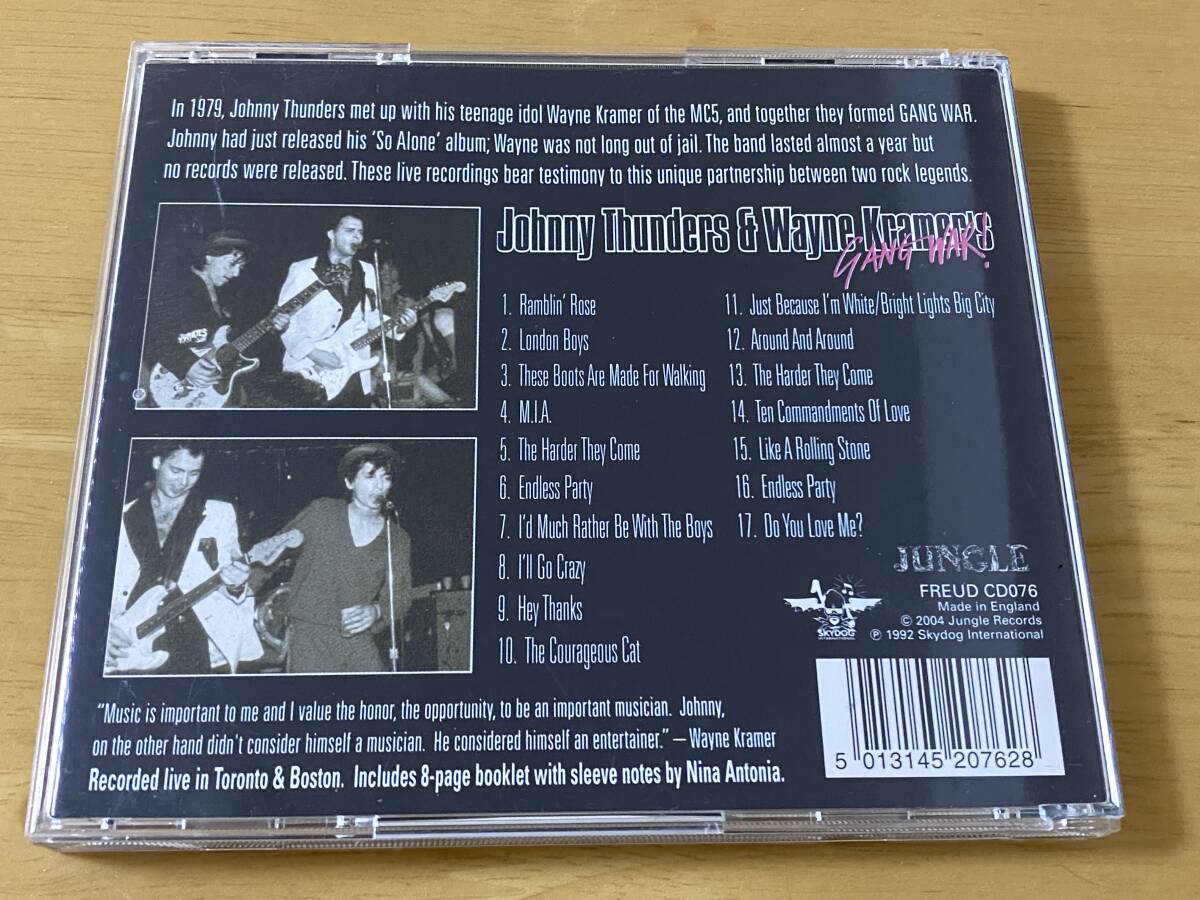 In 1979, Johnny Thunders met up with his teenage idol Wayne Kramer of the MC5, and together they formed GANG WAR.
Johnny had just released his 'So Alone' album; Wayne was not long out of jail. The band lasted almost a year but
no records were released. These live recordings bear testimony to this unique partnership between two rock legends.
Johnny Thunders & Wayne Kramer's
GANG WAR!
1. Ramblin' Rose
2. London Boys
3. These Boots Are Made For Walking
4. M.I.A.
5. The Harder They Come
6. Endless Party
7. I'd Much Rather Be With The Boys
8. I'll Go Crazy
9. Hey Thanks
10. The Courageous Cat
11. Just Because I'm White/Bright Lights Big City
12. Around And Around
13. The Harder They Come
14. Ten Commandments Of Love
15. Like A Rolling Stone
16. Endless Party
17. Do You Love Me?
JUNGLE
FREUD CD076
Made in England
© 2004 Jungle Records
℗ 1992 Skydog International
SKYDOG
"Music is important to me and I value the honor, the opportunity, to be an important musician. Johnny,
on the other hand didn't consider himself a musician. He considered himself an entertainer." – Wayne Kramer
Recorded live in Toronto & Boston. Includes 8-page booklet with sleeve notes by Nina Antonia.
5 013145 207628